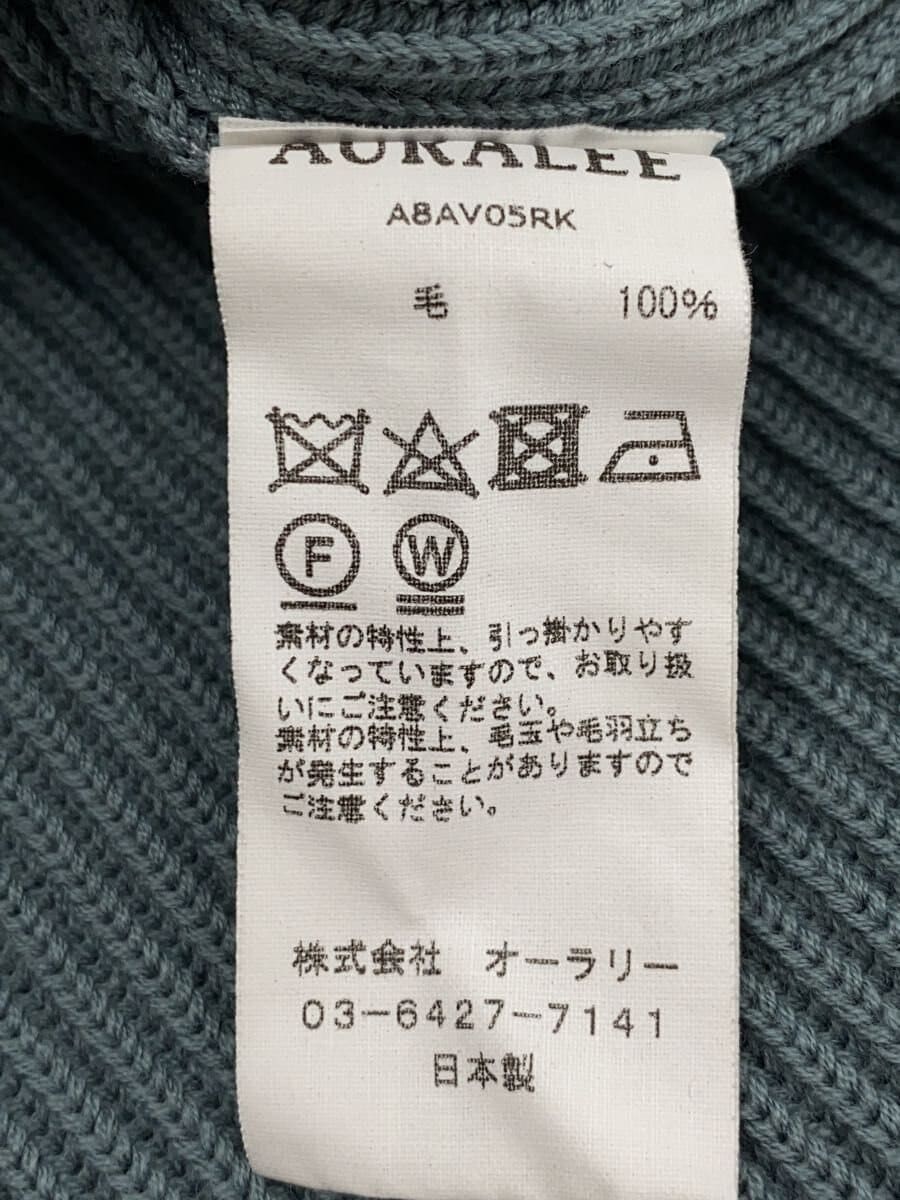 AURALEE
A8AV05RK
毛 100%
F W
素材の特性上、引っ掛かりやす
くなっていますので、お取り扱
いにご注意ください。
素材の特性上、毛玉や毛羽立ち
が発生することがありますので
ご注意ください。
株式会社 オーラリー
03-6427-7141
日本製